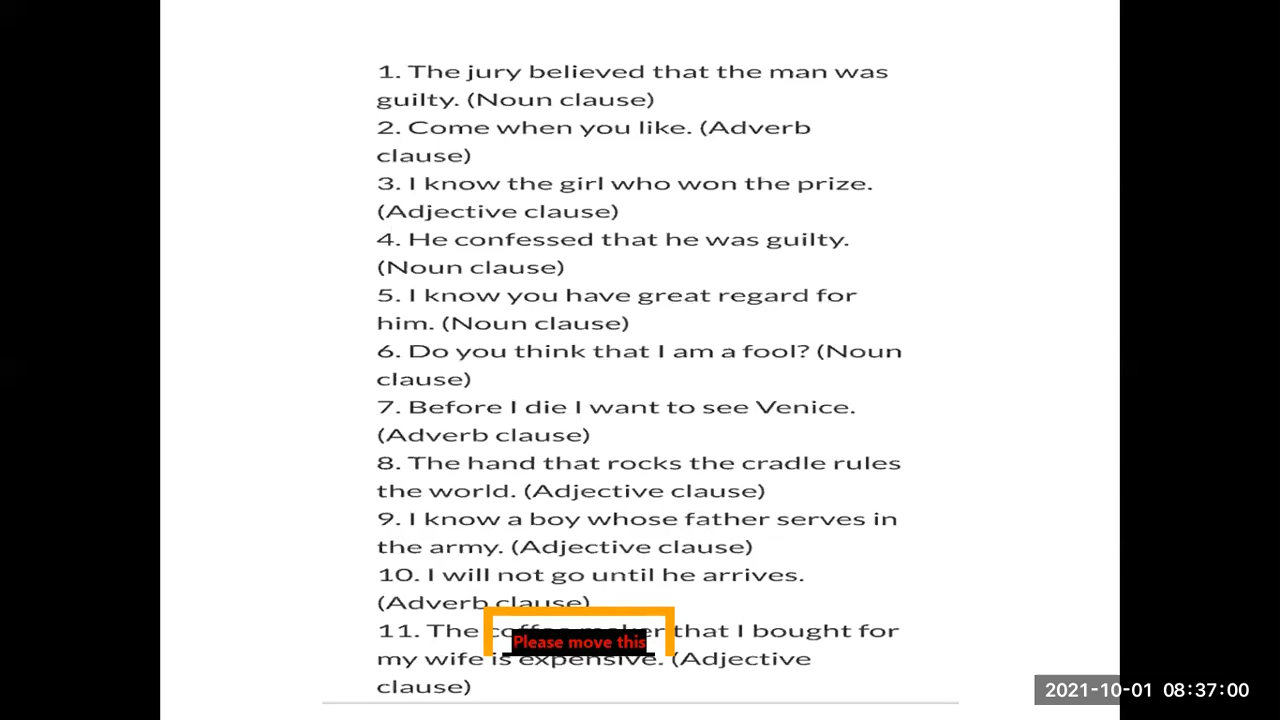 1. The jury believed that the man was
guilty. (Noun clause)
2. Come when you like. (Adverb
clause)
3. I know the girl who won the prize.
(Adjective clause)
4. He confessed that he was guilty.
(Noun clause)
5. I know you have great regard for
him. (Noun clause)
6. Do you think that I am a fool? (Noun
clause)
7. Before I die I want to see Venice.
(Adverb clause)
8. The hand that rocks the cradle rules
the world. (Adjective clause)
9. I know a boy whose father serves in
the army. (Adjective clause)
10. I will not go until he arrives.
(Adverb clause)
11. The coffee maker that I bought for
Please move this
my wife is expensive. (Adjective
clause)
2021-10-01 08:37:00